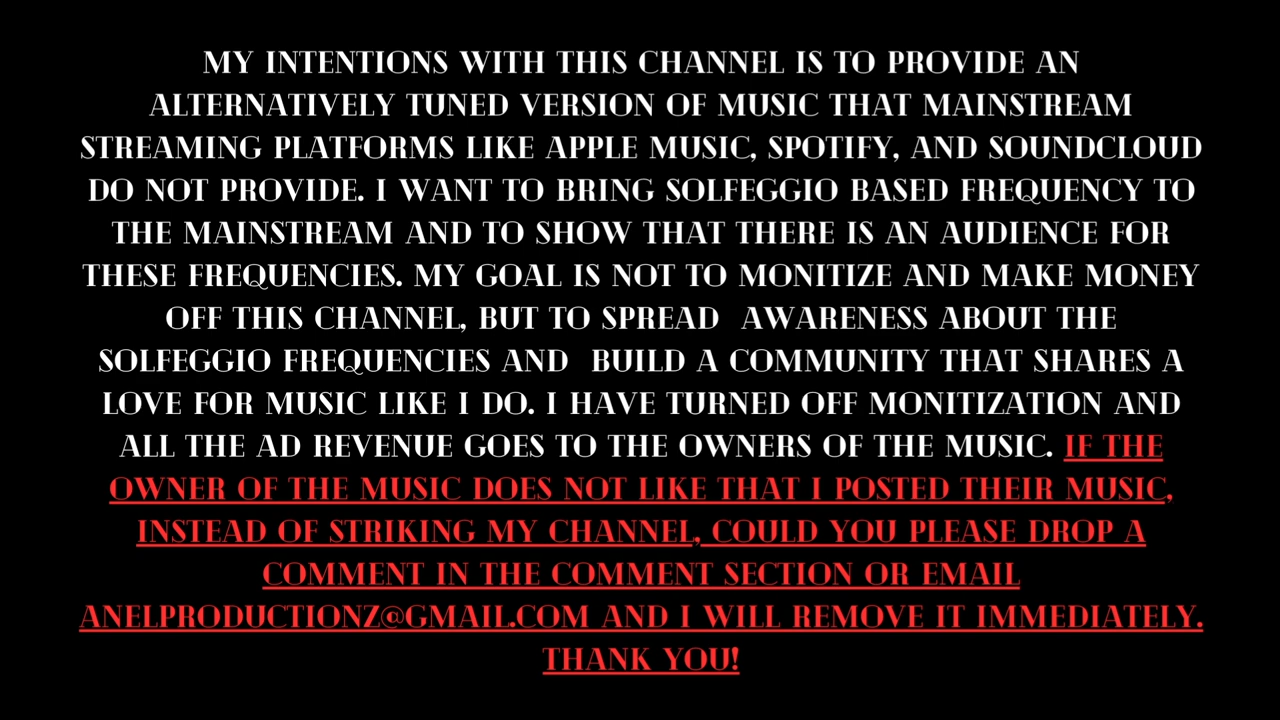 MY INTENTIONS WITH THIS CHANNEL IS TO PROVIDE AN
ALTERNATIVELY TUNED VERSION OF MUSIC THAT MAINSTREAM
STREAMING PLATFORMS LIKE APPLE MUSIC, SPOTIFY, AND SOUNDCLOUD
DO NOT PROVIDE. I WANT TO BRING SOLFEGGIO BASED FREQUENCY TO
THE MAINSTREAM AND TO SHOW THAT THERE IS AN AUDIENCE FOR
THESE FREQUENCIES. MY GOAL IS NOT TO MONITIZE AND MAKE MONEY
OFF THIS CHANNEL, BUT TO SPREAD  AWARENESS ABOUT THE
SOLFEGGIO FREQUENCIES AND  BUILD A COMMUNITY THAT SHARES A
LOVE FOR MUSIC LIKE I DO. I HAVE TURNED OFF MONITIZATION AND
ALL THE AD REVENUE GOES TO THE OWNERS OF THE MUSIC. IF THE
OWNER OF THE MUSIC DOES NOT LIKE THAT I POSTED THEIR MUSIC,
INSTEAD OF STRIKING MY CHANNEL, COULD YOU PLEASE DROP A
COMMENT IN THE COMMENT SECTION OR EMAIL
ANELPRODUCTIONZ@GMAIL.COM AND I WILL REMOVE IT IMMEDIATELY.
THANK YOU!